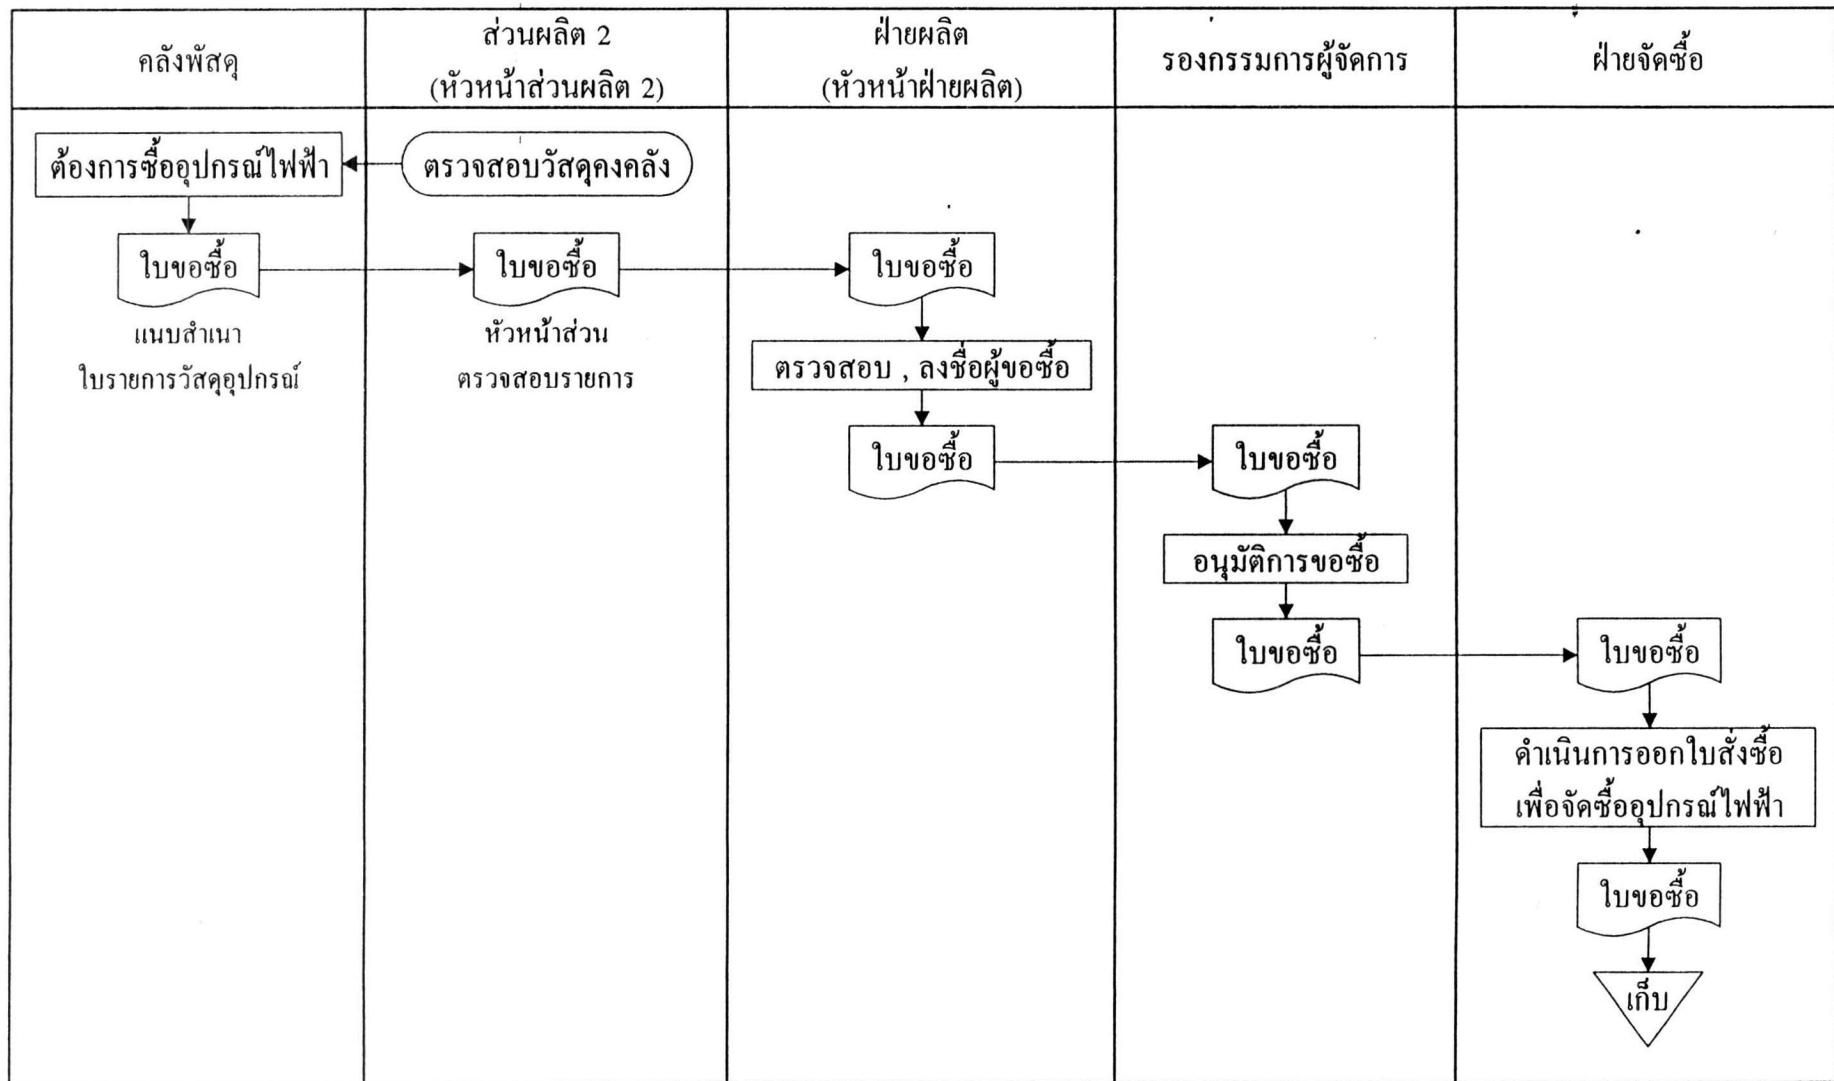 คลังพัสดุ
ส่วนผลิต 2
(หัวหน้าส่วนผลิต 2)
ฝ่ายผลิต
(หัวหน้าฝ่ายผลิต)
รองกรรมการผู้จัดการ
ฝ่ายจัดซื้อ
ต้องการซื้ออุปกรณ์ไฟฟ้า
ตรวจสอบวัสดุคงคลัง
ใบขอซื้อ
ใบขอซื้อ
ใบขอซื้อ
แนบสำเนา
ใบรายการวัสดุอุปกรณ์
หัวหน้าส่วน
ตรวจสอบรายการ
ตรวจสอบ , ลงชื่อผู้ขอซื้อ
ใบขอซื้อ
ใบขอซื้อ
อนุมัติการขอซื้อ
ใบขอซื้อ
ใบขอซื้อ
ดำเนินการออกใบสั่งซื้อ
เพื่อจัดซื้ออุปกรณ์ไฟฟ้า
ใบขอซื้อ
เก็บ